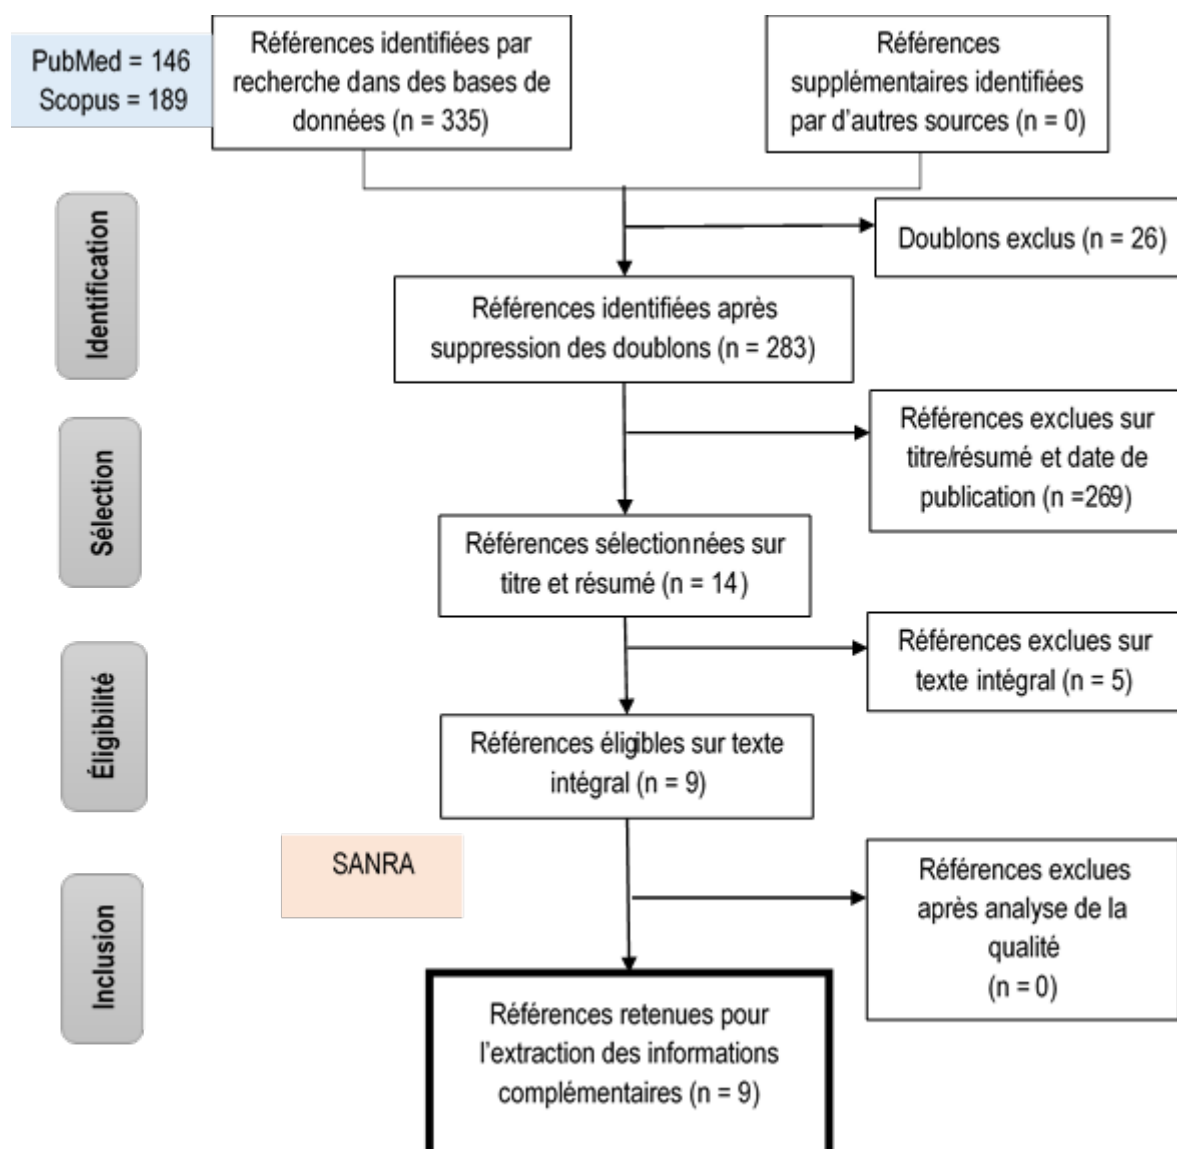 PubMed = 146
Scopus = 189
Références identifiées par
recherche dans des bases de
données (n = 335)
Références
supplémentaires identifiées
par d'autres sources (n = 0)
Identification
Doublons exclus (n = 26)
Références identifiées après
suppression des doublons (n = 283)
Sélection
Références exclues sur
titre/résumé et date de
publication (n =269)
Références sélectionnées sur
titre et résumé (n = 14)
Éligibilité
Références exclues sur
texte intégral (n = 5)
Références éligibles sur texte
intégral (n = 9)
SANRA
Inclusion
Références exclues
après analyse de la
qualité
(n = 0)
Références retenues pour
l'extraction des informations
complémentaires (n = 9)